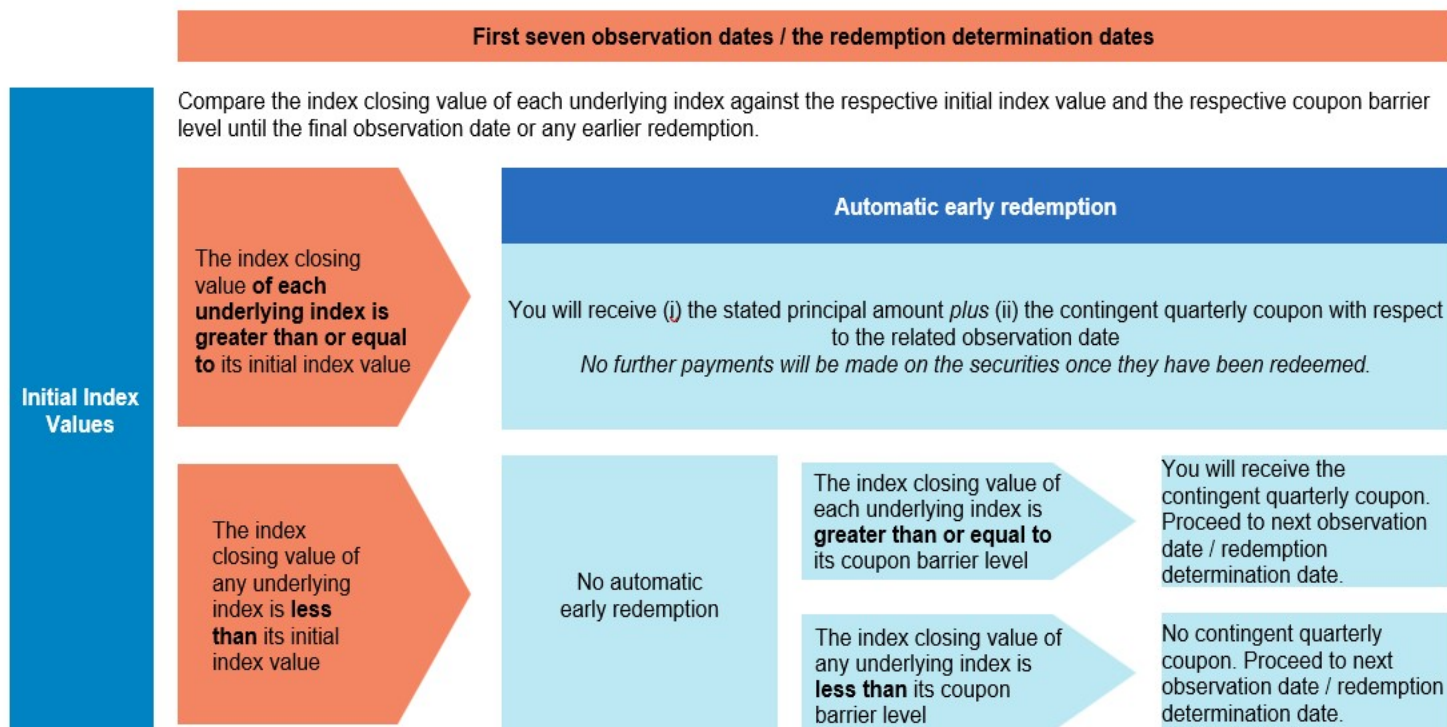 First seven observation dates / the redemption determination dates
Compare the index closing value of each underlying index against the respective initial index value and the respective coupon barrier
level until the final observation date or any earlier redemption.
Initial Index
Values
The index closing
value of each
underlying index is
greater than or equal
to its initial index value
Automatic early redemption
You will receive (i) the stated principal amount plus (ii) the contingent quarterly coupon with respect
to the related observation date
No further payments will be made on the securities once they have been redeemed.
The index
closing value of
any underlying
index is less
than its initial
index value
No automatic
early redemption
The index closing value of
each underlying index is
greater than or equal to
its coupon barrier level
You will receive the
contingent quarterly coupon.
Proceed to next observation
date / redemption
determination date.
The index closing value of
any underlying index is
less than its coupon
barrier level
No contingent quarterly
coupon. Proceed to next
observation date / redemption
determination date.